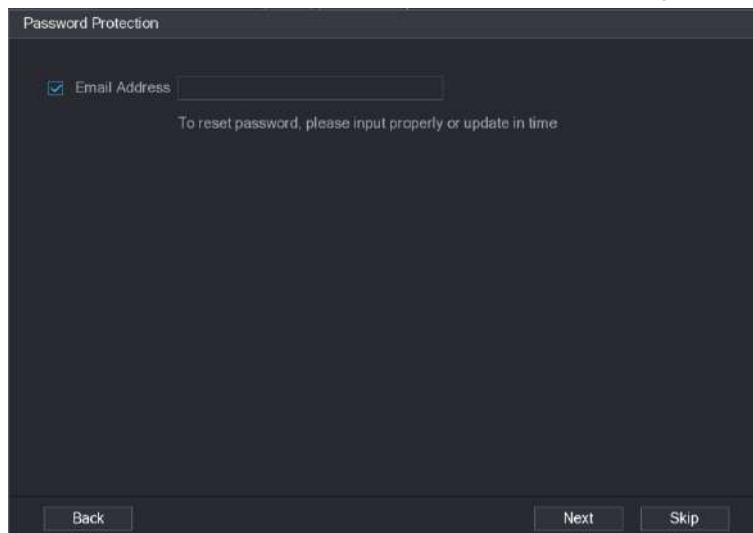 Password Protection
Email Address
To reset password, please input properly or update in time
Back Next Skip